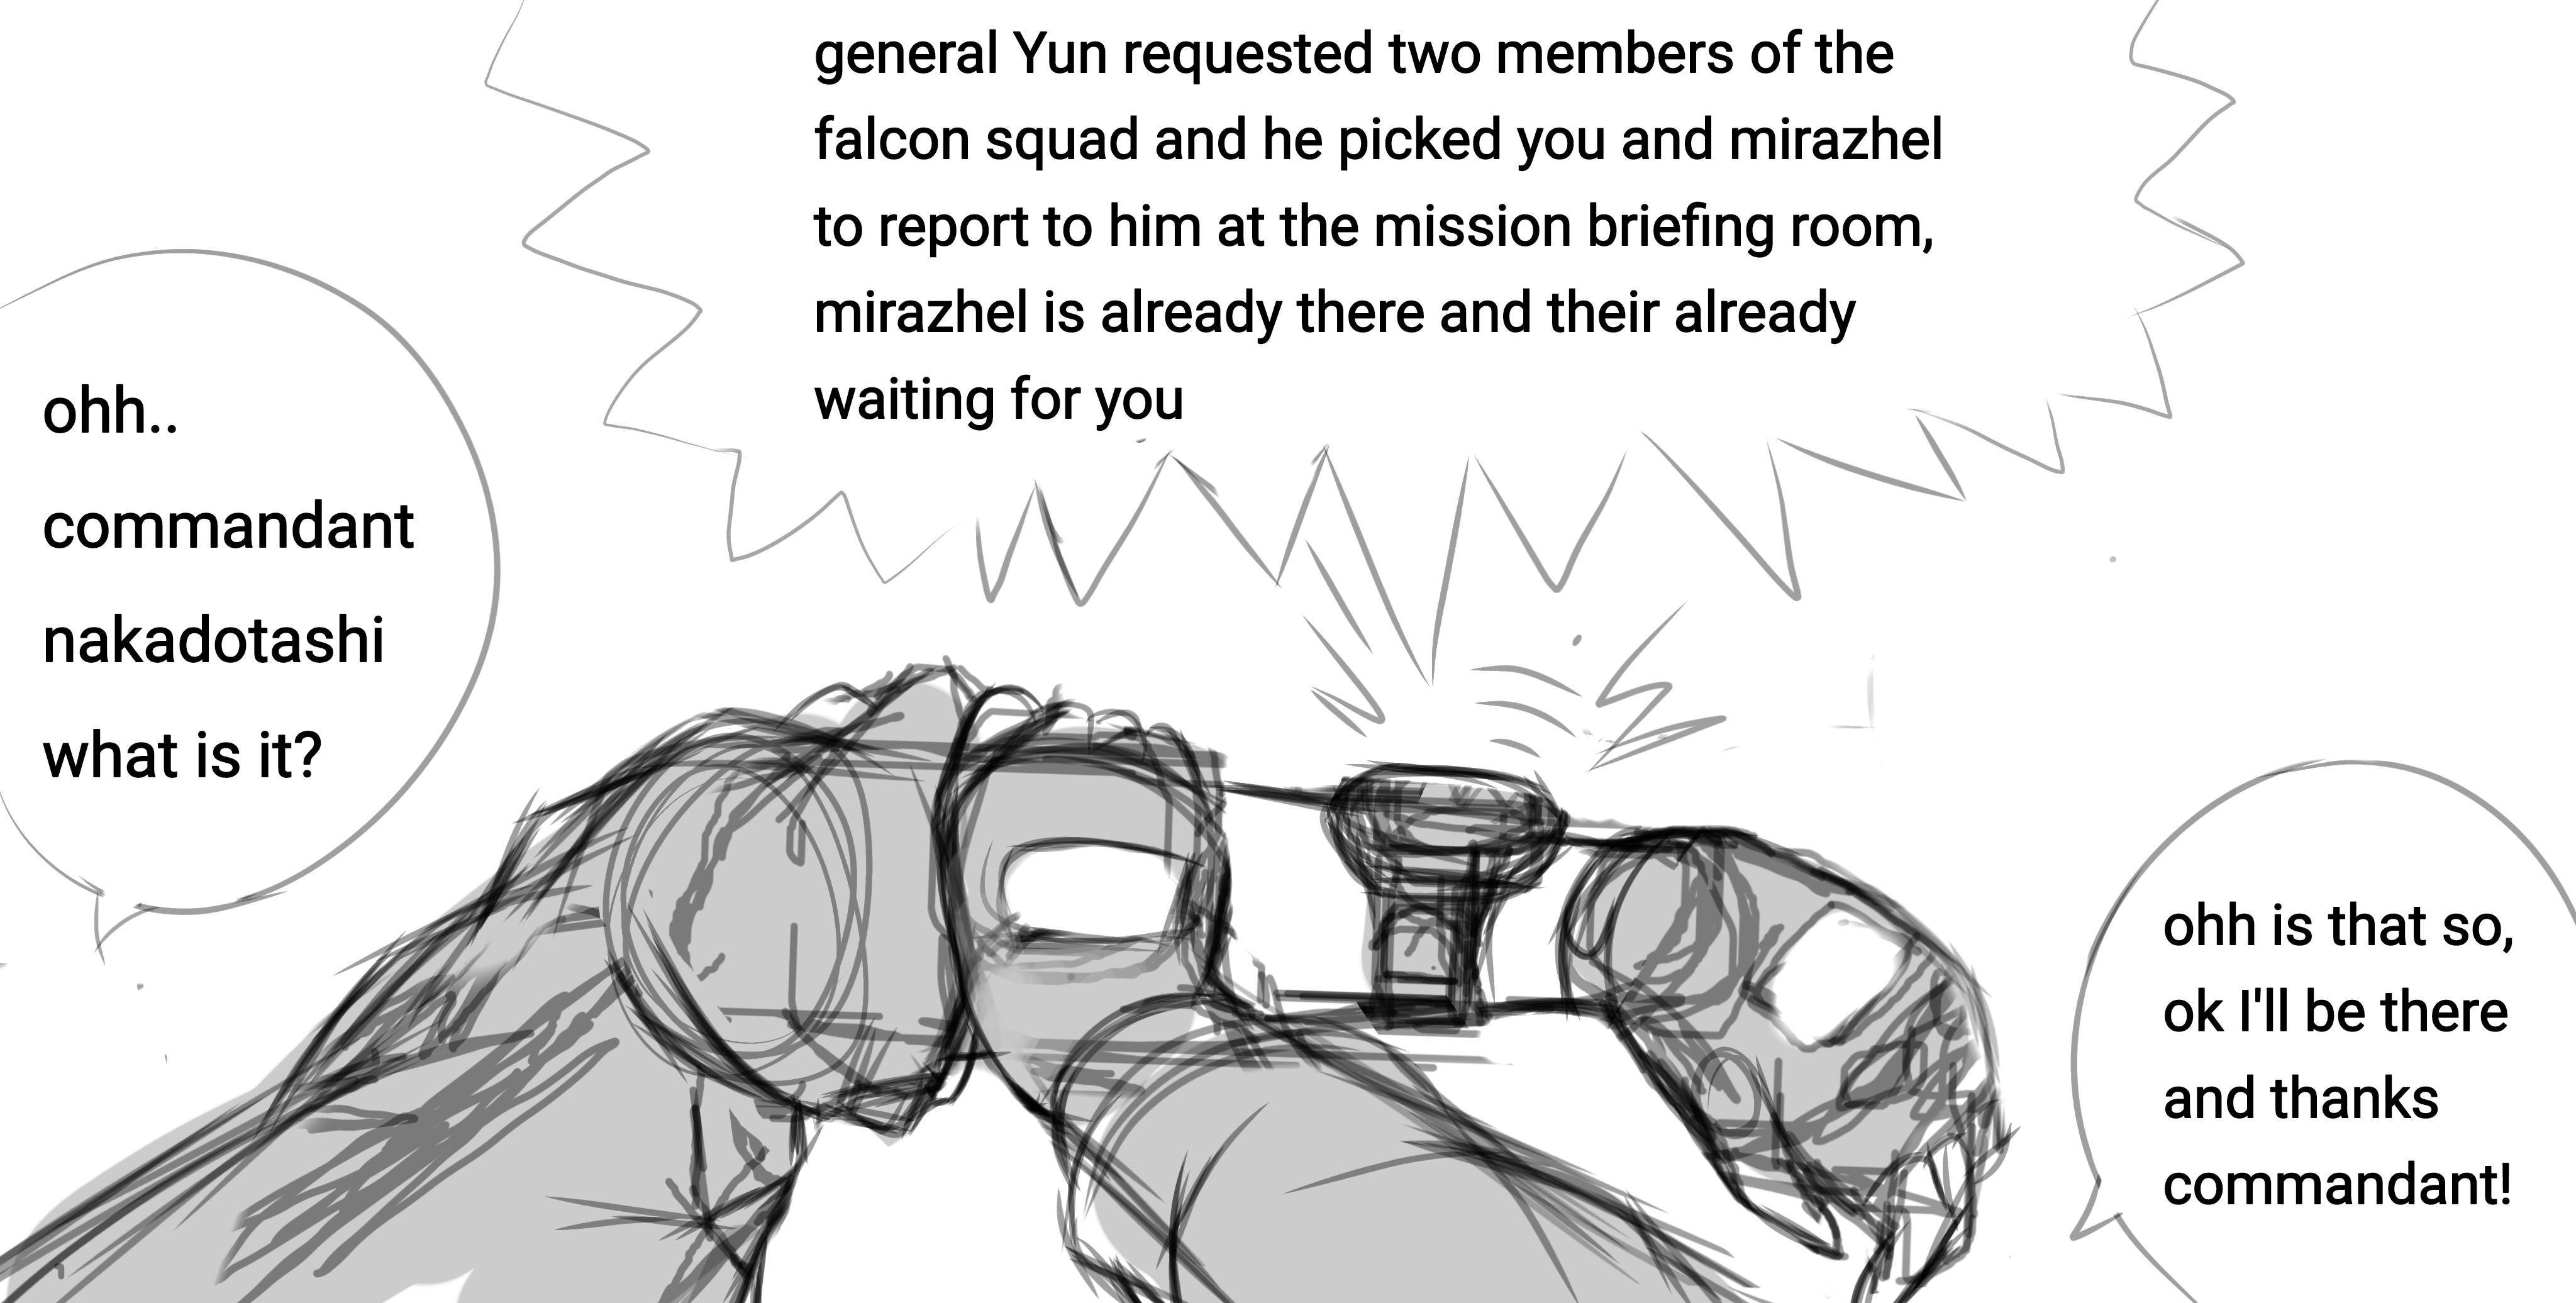 ohh..
commandant
nakadotashi
what is it?
general Yun requested two members of the
falcon squad and he picked you and mirazhel
to report to him at the mission briefing room,
mirazhel is already there and their already
waiting for you
ohh is that so,
ok I'll be there
and thanks
commandant!